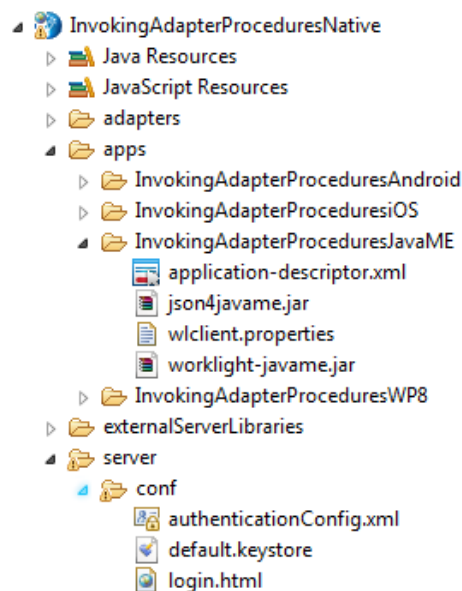 InvokingAdapterProceduresNative
Java Resources
JavaScript Resources
adapters
apps
InvokingAdapterProceduresAndroid
InvokingAdapterProceduresiOS
InvokingAdapterProceduresJavaME
application-descriptor.xml
json4javame.jar
wlclient.properties
worklight-javame.jar
InvokingAdapterProceduresWP8
externalServerLibraries
server
conf
authenticationConfig.xml
default.keystore
login.html